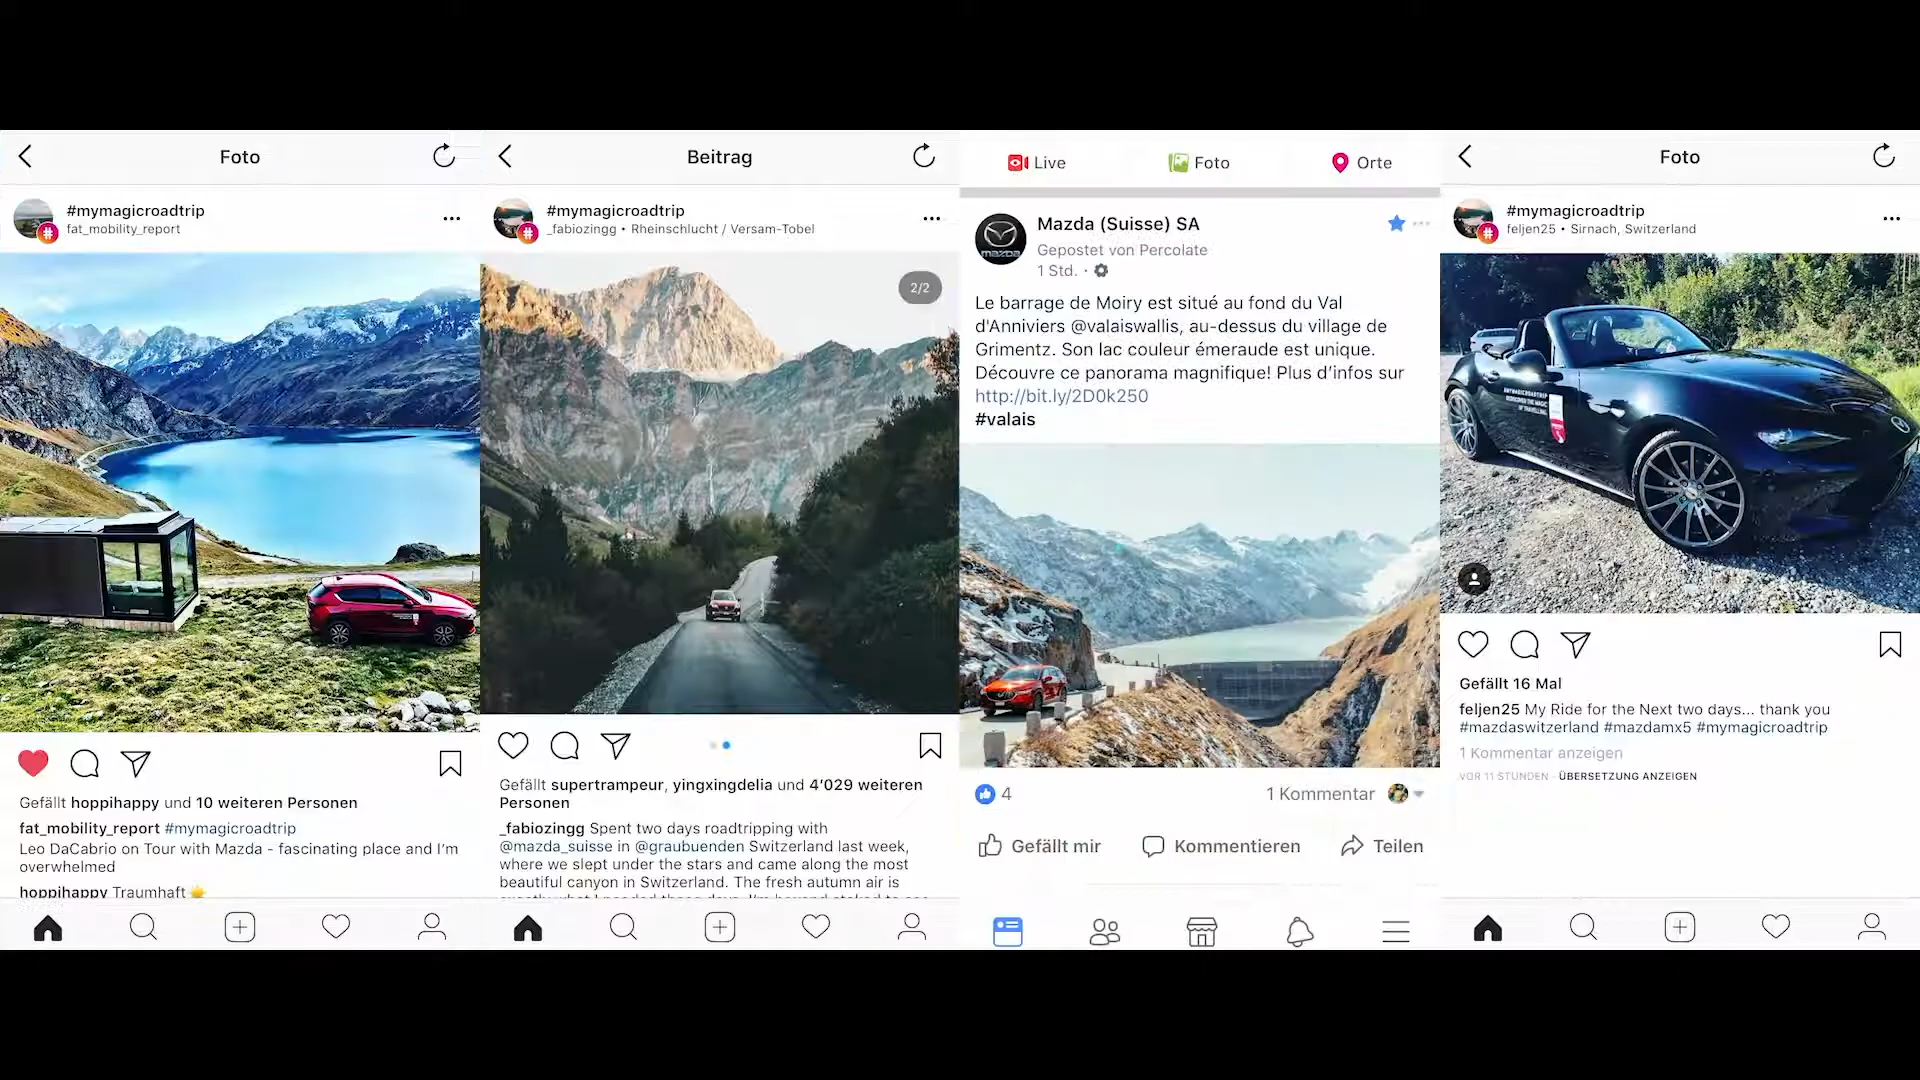 Foto
#mymagicroadtrip
fat_mobility_report
Gefällt hoppihappy und 10 weiteren Personen
fat_mobility_report #mymagicroadtrip
Leo DaCabrio on Tour with Mazda - fascinating place and I'm
overwhelmed
hoppihappy Traumhaft
Beitrag
#mymagicroadtrip
_fabiozingg • Rheinschlucht / Versam-Tobel
2/2
Gefällt supertrampeur, yingxingdelia und 4'029 weiteren
Personen
_fabiozingg Spent two days roadtripping with
@mazda_suisse in @graubuenden Switzerland last week,
where we slept under the stars and came along the most
beautiful canyon in Switzerland. The fresh autumn air is
Live
Foto
Orte
Mazda (Suisse) SA
Gepostet von Percolate
1 Std.
Le barrage de Moiry est situé au fond du Val
d'Anniviers @valaiswallis, au-dessus du village de
Grimentz. Son lac couleur émeraude est unique.
Découvre ce panorama magnifique! Plus d'infos sur
http://bit.ly/2D0k250
#valais
4
1 Kommentar
Gefällt mir
Kommentieren
Teilen
Foto
#mymagicroadtrip
feljen25 • Sirnach, Switzerland
#MYMAGICROADTRIP
REDISCOVER THE MAGIC
OF TRAVELLING.
Gefällt 16 Mal
feljen25 My Ride for the Next two days... thank you
#mazdaswitzerland #mazdamx5 #mymagicroadtrip
1 Kommentar anzeigen
VOR 11 STUNDEN · ÜBERSETZUNG ANZEIGEN